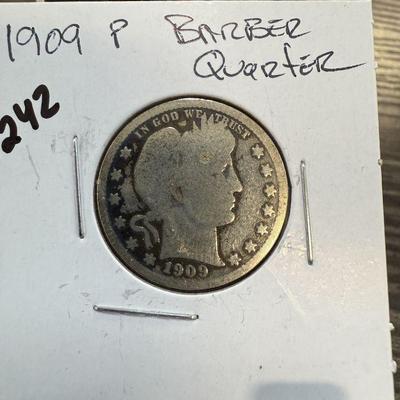 1909 P BARBER
QUARTER
242
IN GOD WE TRUST
1909